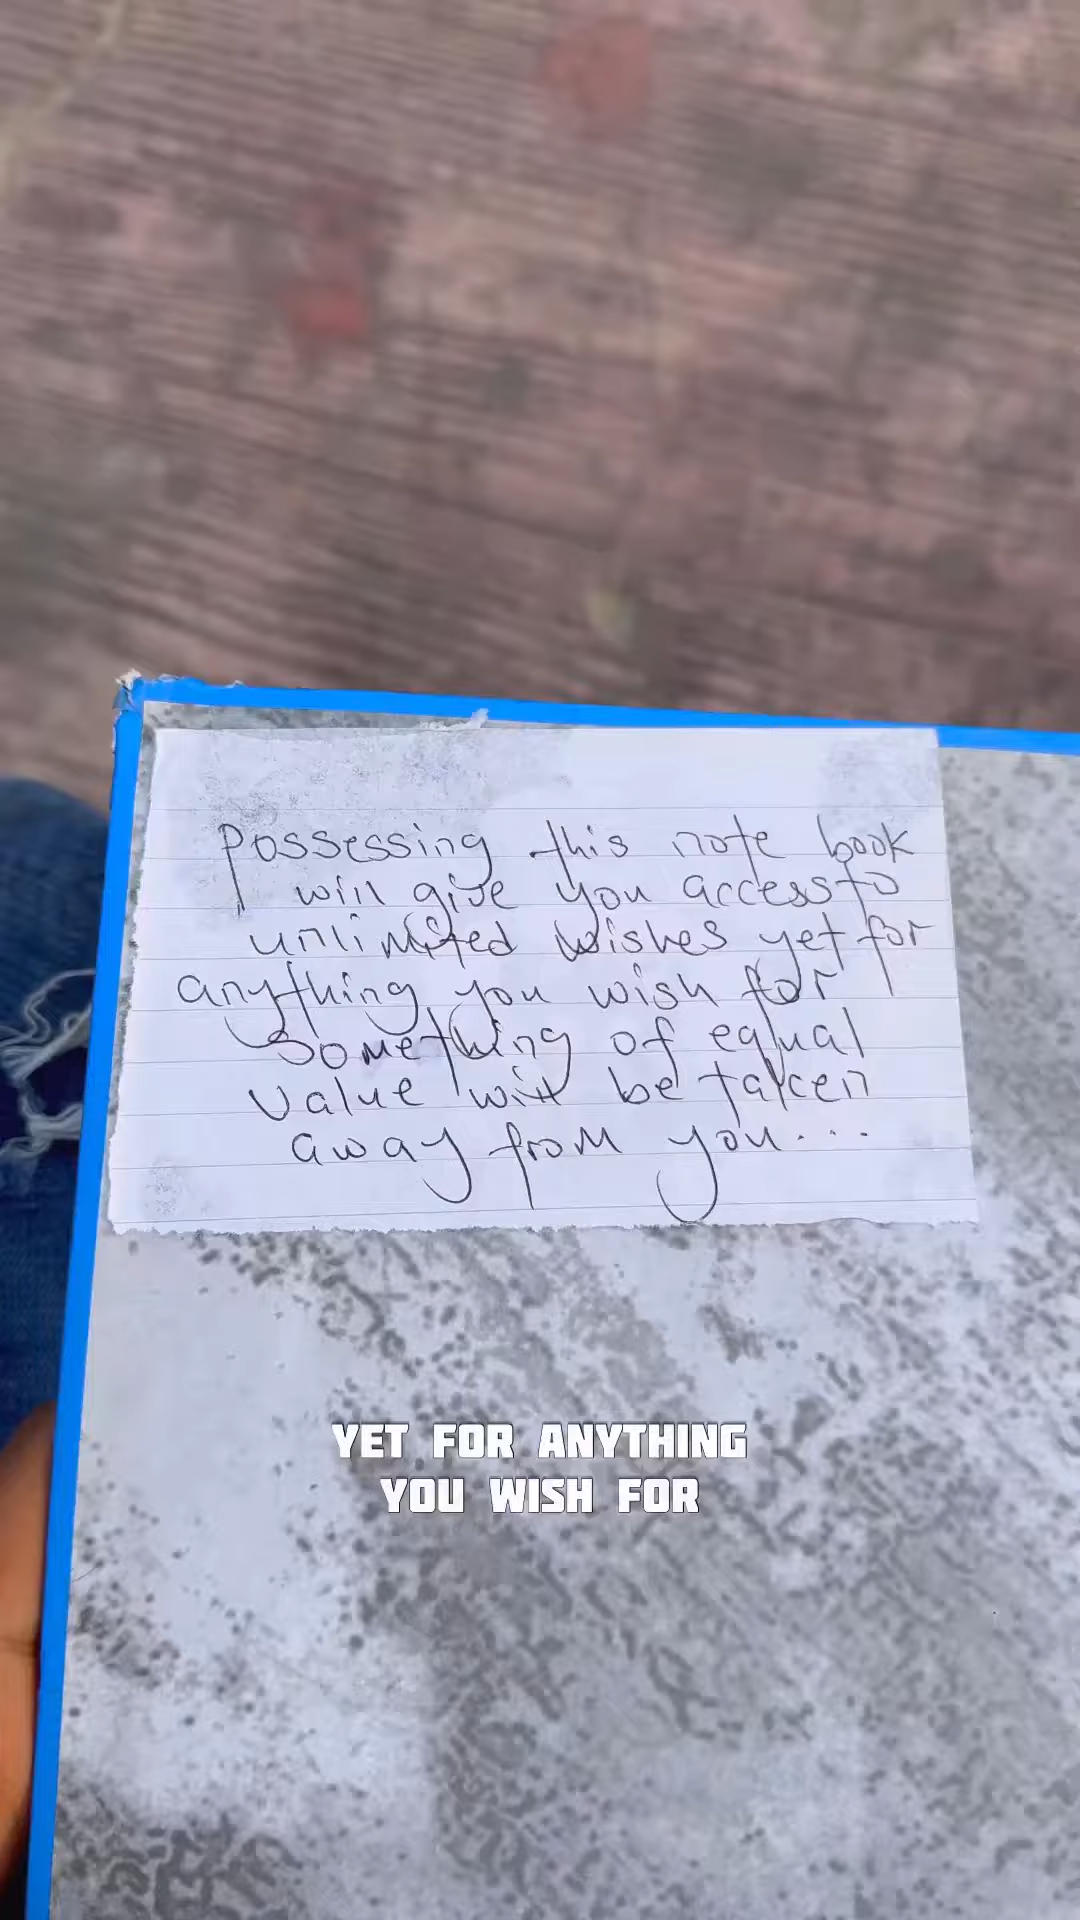 Possessing this note book
will give you access to
unlimited wishes yet for
anything you wish for
something of equal
value will be taken
away from you...
YET FOR ANYTHING
YOU WISH FOR